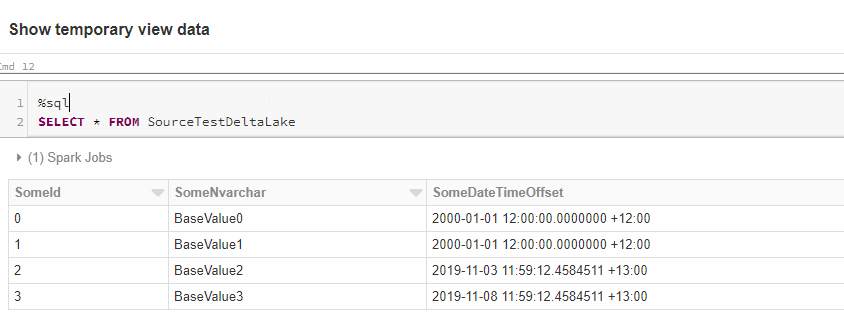 Show temporary view data
Cmd 12
1 %sql
2 SELECT * FROM SourceTestDeltaLake
(1) Spark Jobs
SomeId SomeNvarchar SomeDateTimeOffset
0 BaseValue0 2000-01-01 12:00:00.0000000 +12:00
1 BaseValue1 2000-01-01 12:00:00.0000000 +12:00
2 BaseValue2 2019-11-03 11:59:12.4584511 +13:00
3 BaseValue3 2019-11-08 11:59:12.4584511 +13:00